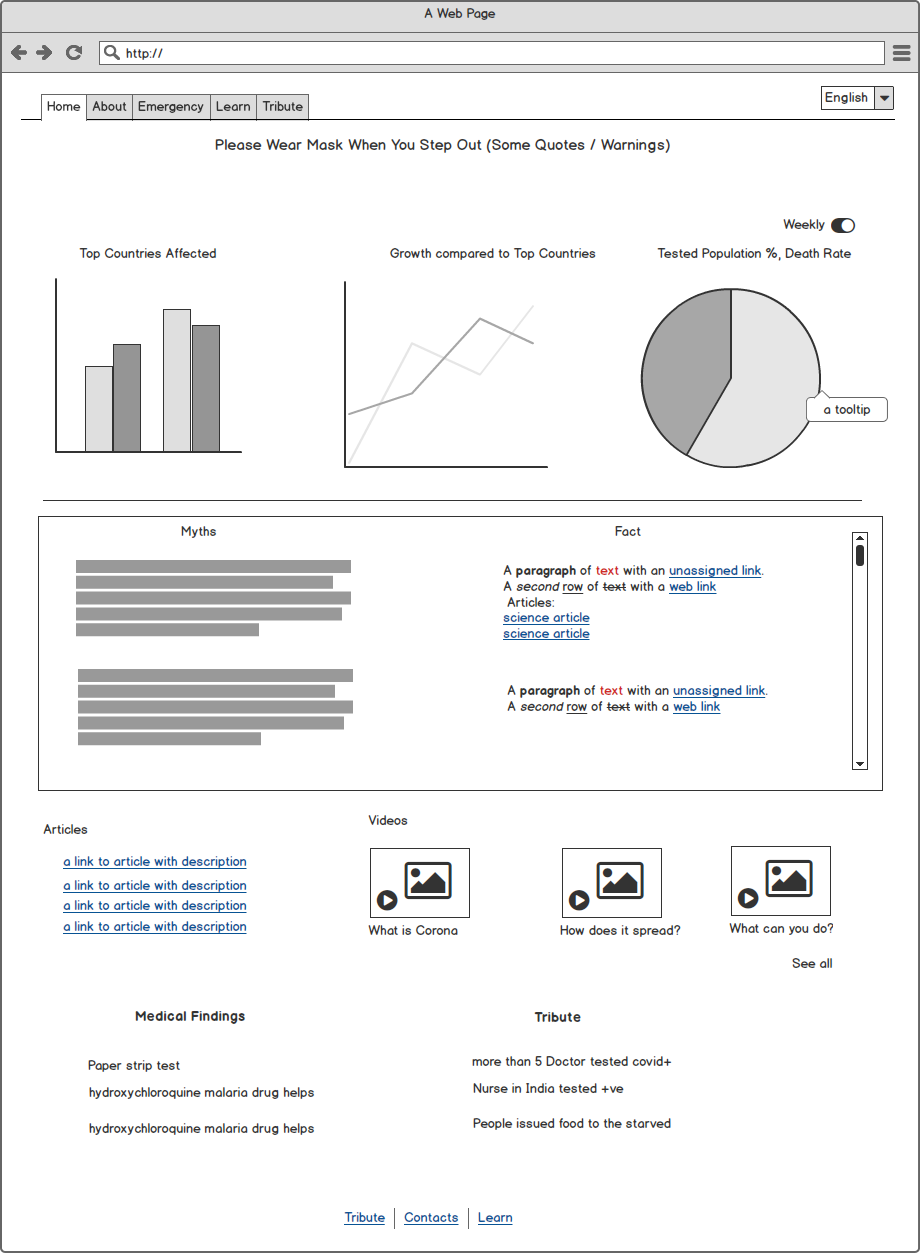 A Web Page
http://
English
Home About Emergency Learn Tribute
Please Wear Mask When You Step Out (Some Quotes / Warnings)
Weekly
Top Countries Affected
Growth compared to Top Countries
Tested Population %, Death Rate
a tooltip
Myths
Fact
A paragraph of text with an unassigned link.
A second row of text with a web link
Articles:
science article
science article
A paragraph of text with an unassigned link.
A second row of text with a web link
Articles
a link to article with description
a link to article with description
a link to article with description
a link to article with description
Videos
What is Corona
How does it spread?
What can you do?
See all
Medical Findings
Paper strip test
hydroxychloroquine malaria drug helps
hydroxychloroquine malaria drug helps
Tribute
more than 5 Doctor tested covid+
Nurse in India tested +ve
People issued food to the starved
Tribute Contacts Learn